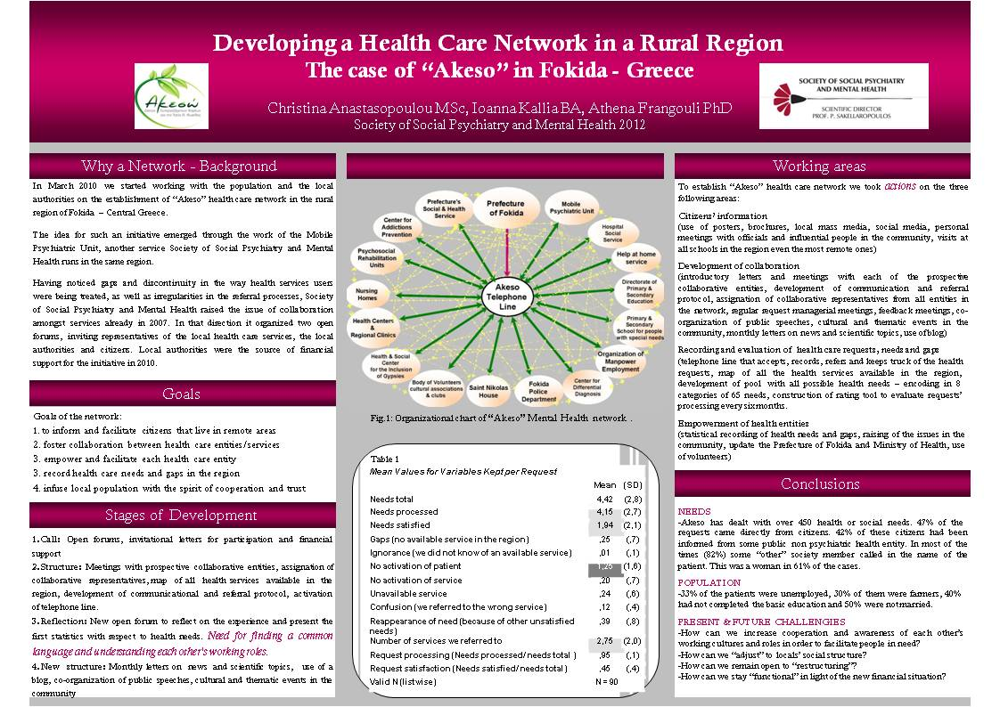 Developing a Health Care Network in a Rural Region
The case of “Akeso” in Fokida - Greece
Ακεσώ
SOCIETY OF SOCIAL PSYCHIATRY
AND MENTAL HEALTH
SCIENTIFIC DIRECTOR
PROF. P. SAKELLAROPOULOS
Christina Anastasopoulou MSc, Ioanna Kallia BA, Athena Frangouli PhD
Society of Social Psychiatry and Mental Health 2012
Why a Network - Background
In March 2010 we started working with the population and the local
authorities on the establishment of “Akeso” health care network in the rural
region of Fokida – Central Greece.
The idea for such an initiative emerged through the work of the Mobile
Psychiatric Unit, another service Society of Social Psychiatry and Mental
Health runs in the same region.
Having noticed gaps and discontinuity in the way health services users
were being treated, as well as irregularities in the referral processes, Society
of Social Psychiatry and Mental Health raised the issue of collaboration
amongst services already in 2007. In that direction it organized two open
forums, inviting representatives of the local health care services, the local
authorities and citizens. Local authorities were the source of financial
support for the initiative in 2010.
Goals
Goals of the network:
1. to inform and facilitate citizens that live in remote areas
2. foster collaboration between health care entities/services
3. empower and facilitate each health care entity
3. record health care needs and gaps in the region
4. infuse local population with the spirit of cooperation and trust
Stages of Development
1.Call: Open forums, invitational letters for participation and financial
support
2.Structure: Meetings with prospective collaborative entities, assignation of
collaborative representatives, map of all health services available in the
region, development of communicational and referral protocol, activation
of telephone line.
3.Reflection: New open forum to reflect on the experience and present the
first statistics with respect to health needs. Need for finding a common
language and understanding each other's working roles.
4.New structure: Monthly letters on news and scientific topics, use of a
blog, co-organization of public speeches, cultural and thematic events in the
community
Prefecture
of Fokida
Mobile
Psychiatric Unit
Hospital
Social
Service
Help at home
service
Directorate of
Primary &
Secondary
Education
Primary &
Secondary
School for people
with special needs
Organization of
Manpower
Employment
Center for
Differential
Diagnosis
Fokida
Police
Department
Saint Nikolas
House
Body of Volunteers
cultural associations
& clubs
Health & Social
Center
for the Inclusion
of Gypsies
Health Centers
&
Regional Clinics
Nursing
Homes
Psychosocial
Rehabilitation
Units
Center for
Addictions
Prevention
Prefecture's
Social & Health
Service
Akeso
Telephone
Line
Fig.1: Organizational chart of “Akeso” Mental Health network .
Table 1
Mean Values for Variables Kept per Request
Mean (SD)
Needs total 4,42 (2,8)
Needs processed 4,15 (2,7)
Needs satisfied 1,94 (2,1)
Gaps (no available service in the region) ,25 (,7)
Ignorance (we did not know of an available service) ,01 (,1)
No activation of patient 1,25 (1,6)
No activation of service ,20 (,7)
Unavailable service ,24 (,6)
Confusion (we referred to the wrong service) ,12 (,4)
Reappearance of need (because of other unsatisfied ,39 (,8)
needs)
Number of services we referred to 2,75 (2,0)
Request processing (Needs processed/needs total ) ,95 (,1)
Request satisfaction (Needs satisfied/needs total) ,45 (,4)
Valid N (listwise) N = 90
Working areas
To establish “Akeso” health care network we took actions on the three
following areas:
Citizens’ information
(use of posters, brochures, local mass media, social media, personal
meetings with officials and influential people in the community, visits at
all schools in the region even the most remote ones)
Development of collaboration
(introductory letters and meetings with each of the prospective
collaborative entities, development of communication and referral
protocol, assignation of collaborative representatives from all entities in
the network, regular request managerial meetings, feedback meetings, co-
organization of public speeches, cultural and thematic events in the
community, monthly letters on news and scientific topics, use of blog)
Recording and evaluation of health care requests, needs and gaps
(telephone line that accepts, records, refers and keeps truck of the health
requests, map of all the health services available in the region,
development of pool with all possible health needs – encoding in 8
categories of 65 needs, construction of rating tool to evaluate requests’
processing every six months.
Empowerment of health entities
(statistical recording of health needs and gaps, raising of the issues in the
community, update the Prefecture of Fokida and Ministry of Health, use
of volunteers)
Conclusions
NEEDS
-Akeso has dealt with over 450 health or social needs. 47% of the
requests came directly from citizens. 42% of these citizens had been
informed from some public non psychiatric health entity. In most of the
times (82%) some “other” society member called in the name of the
patient. This was a woman in 61% of the cases.
POPULATION
-33% of the patients were unemployed, 30% of them were farmers, 40%
had not completed the basic education and 50% were not married.
PRESENT & FUTURE CHALLENGIES
-How can we increase cooperation and awareness of each other’s
working cultures and roles in order to facilitate people in need?
-How can we “adjust” to locals’ social structure?
-How can we remain open to “restructuring”?
-How can we stay “functional” in light of the new financial situation?